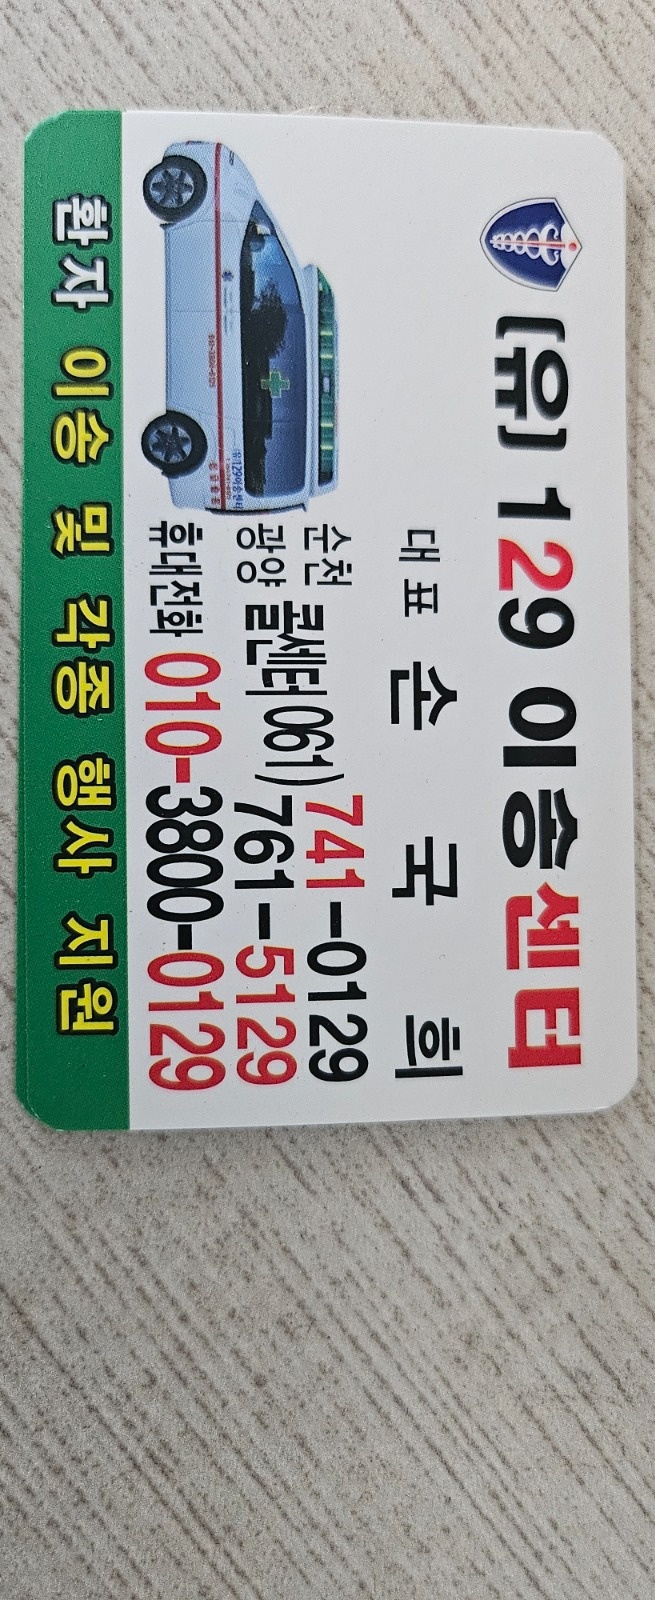 (유) 129 이송센터
대표 손국희
순천 콜센터 061) 741-0129
광양 761-5129
휴대전화 010-3800-0129
환자 이송 및 각종 행사 지원